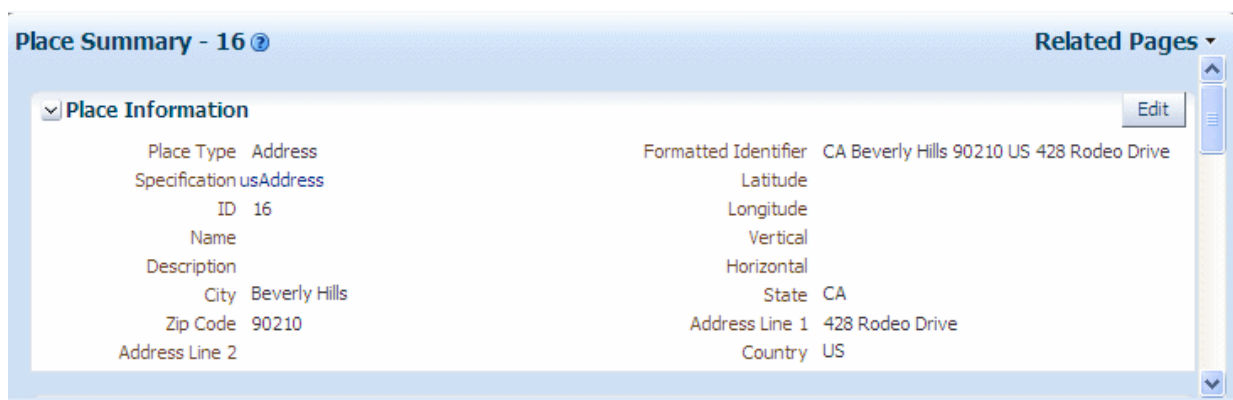 Place Summary - 16 Related Pages
Place Information Edit
Place Type Address Formatted Identifier CA Beverly Hills 90210 US 428 Rodeo Drive
Specification usAddress Latitude
ID 16 Longitude
Name Vertical
Description Horizontal
City Beverly Hills State CA
Zip Code 90210 Address Line 1 428 Rodeo Drive
Address Line 2 Country US